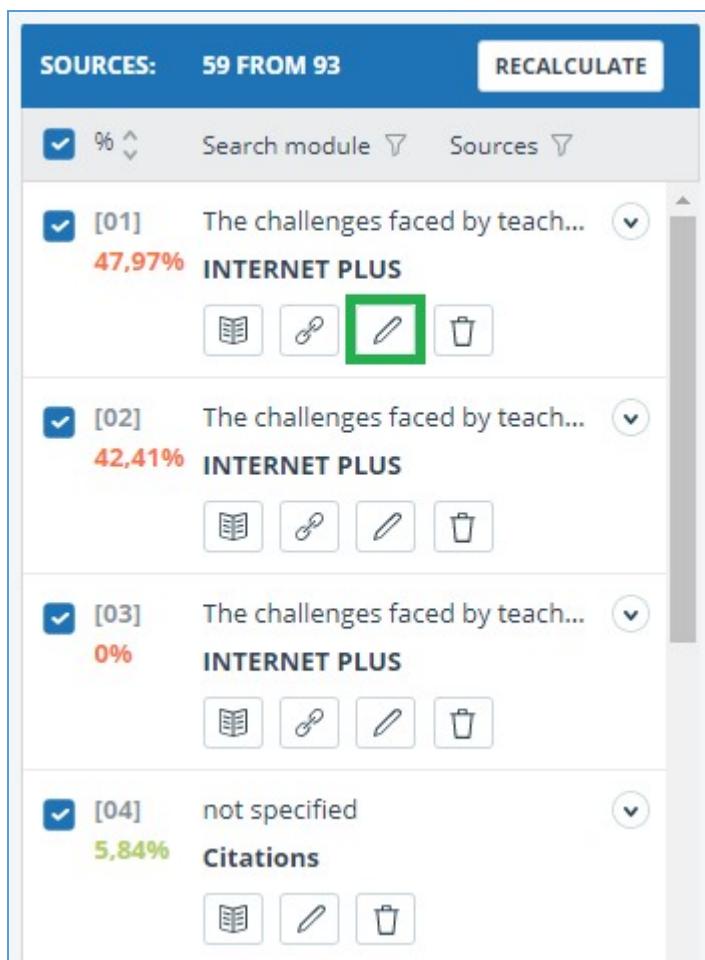 SOURCES: 59 FROM 93 RECALCULATE
% Search module Sources
[01] The challenges faced by teach...
47,97% INTERNET PLUS
[02] The challenges faced by teach...
42,41% INTERNET PLUS
[03] The challenges faced by teach...
0% INTERNET PLUS
[04] not specified
5,84% Citations